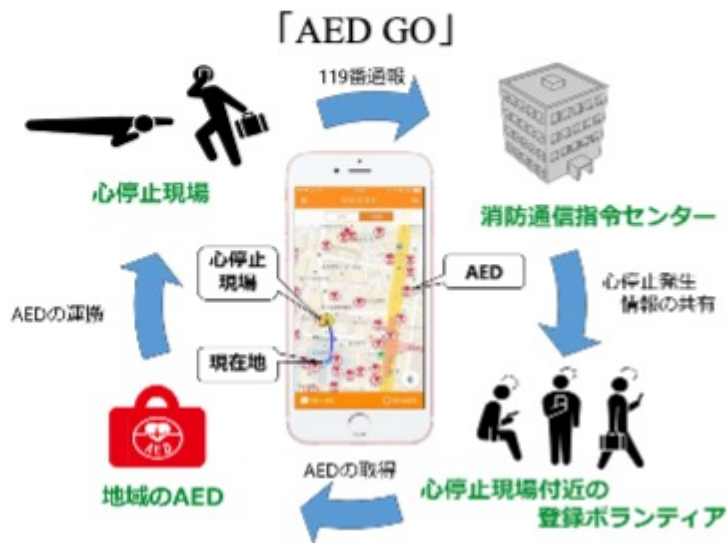 「AED GO」
119番通報
心停止現場
消防通信指令センター
心停止
現場
AED
現在地
心停止発生
情報の共有
AEDの運搬
AED
地域のAED
AEDの取得
心停止現場付近の
登録ボランティア